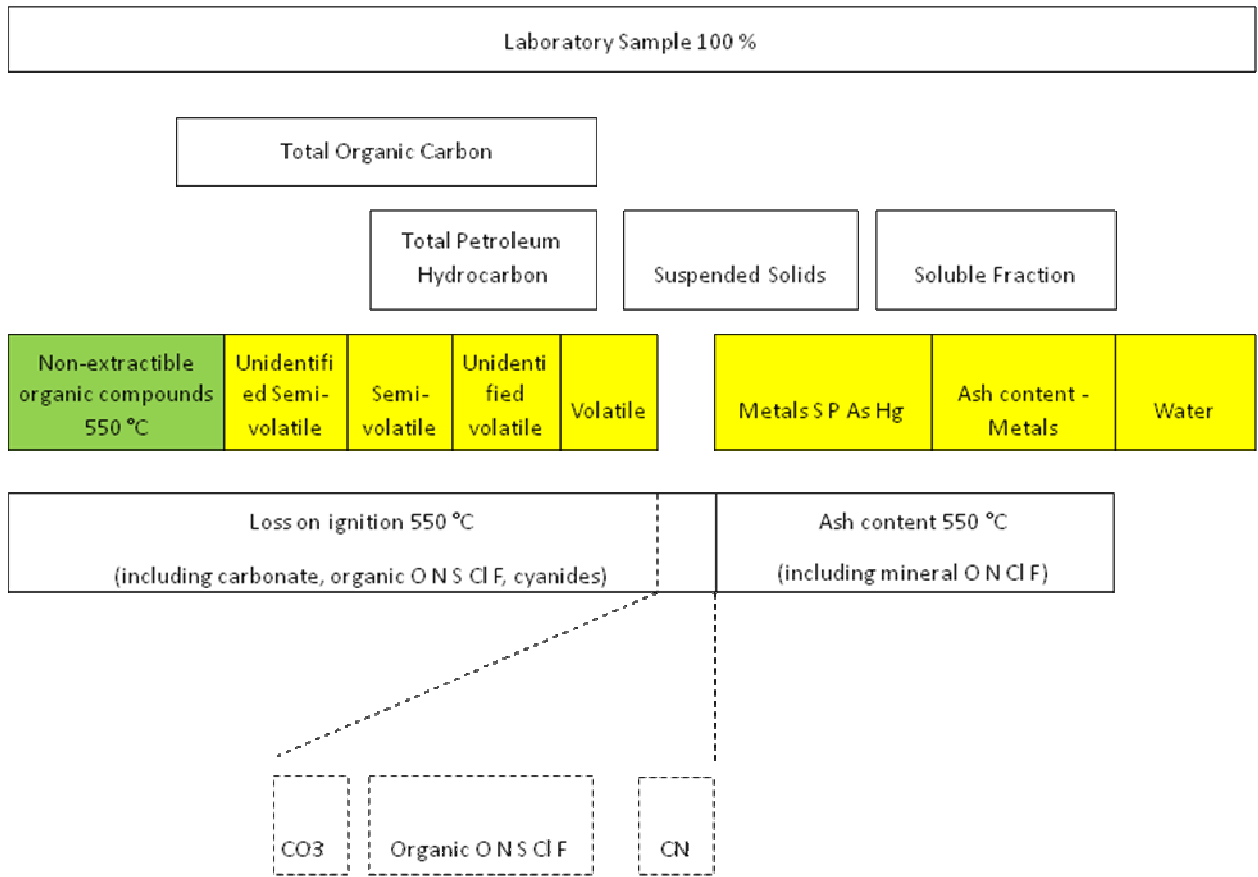 Laboratory Sample 100 %
Total Organic Carbon
Total Petroleum
Hydrocarbon
Suspended Solids
Soluble Fraction
Non-extractible
organic compounds
550 °C
Unidentifi
ed Semi-
volatile
Semi-
volatile
Unidenti
fied
volatile
Volatile
Metals S P As Hg
Ash content -
Metals
Water
Loss on ignition 550 °C
(including carbonate, organic O N S Cl F, cyanides)
Ash content 550 °C
(including mineral O N Cl F)
CO3
Organic O N S Cl F
CN